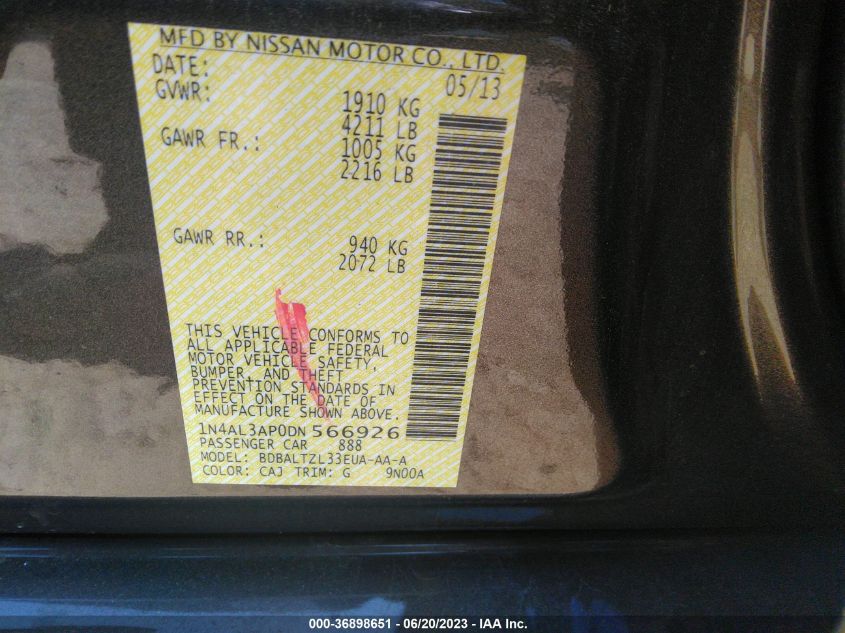 MFD BY NISSAN MOTOR CO., LTD.
DATE: 05/13
GVWR: 1910 KG
4211 LB
GAWR FR.: 1005 KG
2216 LB
GAWR RR.: 940 KG
2072 LB
THIS VEHICLE CONFORMS TO
ALL APPLICABLE FEDERAL
MOTOR VEHICLE SAFETY,
BUMPER, AND THEFT
PREVENTION STANDARDS IN
EFFECT ON THE DATE OF
MANUFACTURE SHOWN ABOVE.
1N4AL3AP0DN 566926
PASSENGER CAR 888
MODEL: BDBALTZL33EUA-AA-A
COLOR: CAJ TRIM: G 9N00A
000-36898651 - 06/20/2023 - IAA Inc.